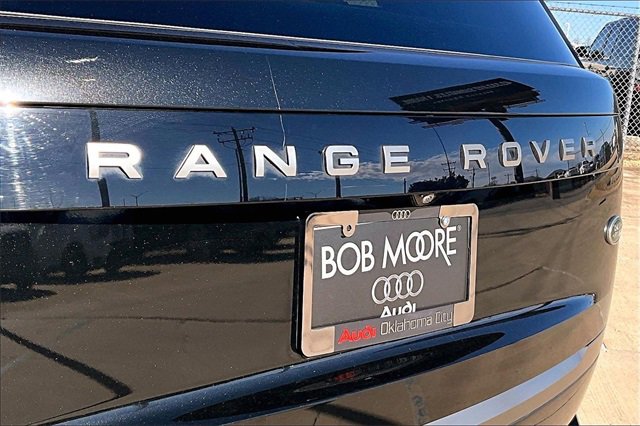 RANGE ROVER
BOB MOORE®
Audi
Audi Oklahoma City